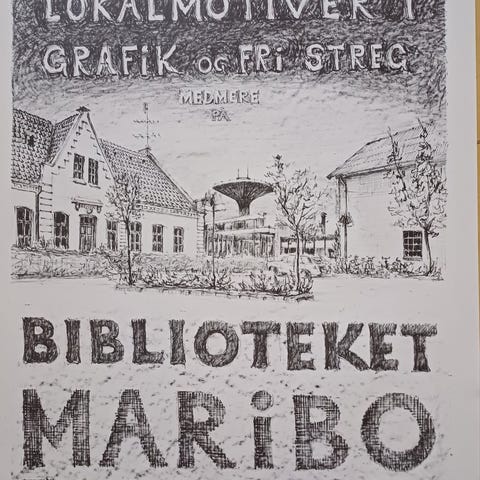 LOKALMOTIVER I
GRAFiK OG FRi STREG
MEDMERE
PÅ
BIBLIOTEKET
MARiBO